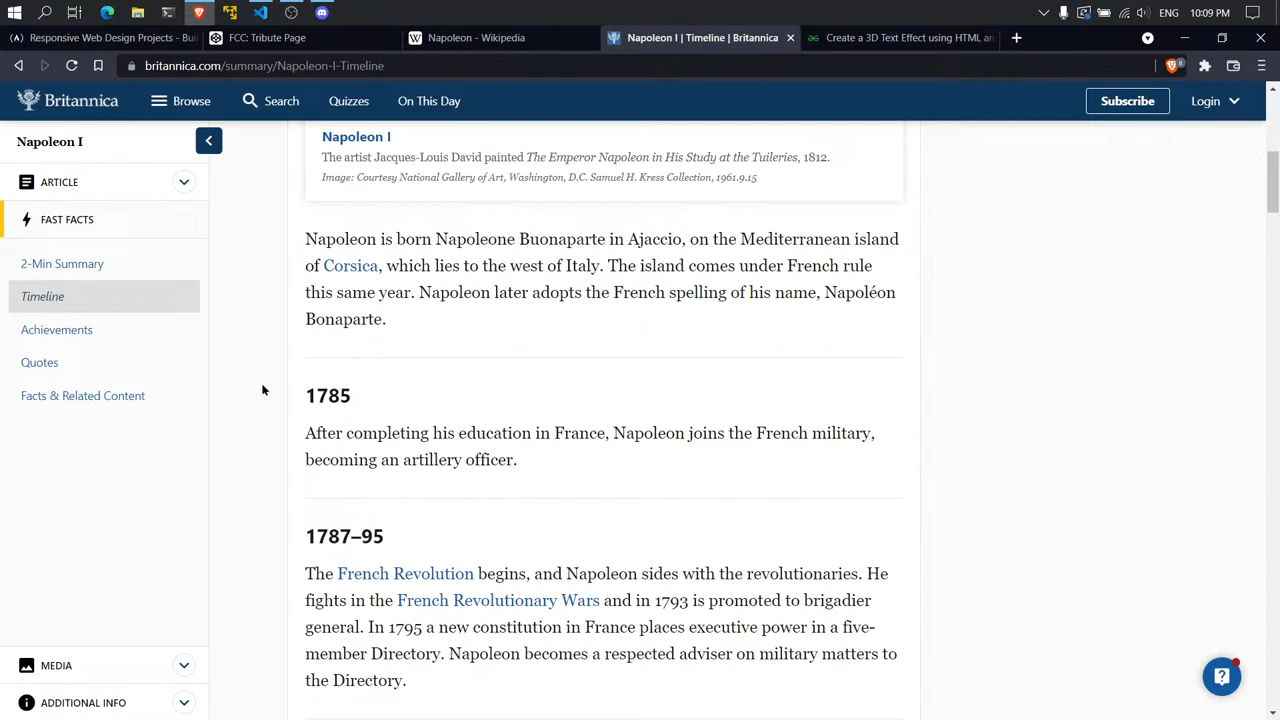 ENG 10:09 PM
Responsive Web Design Projects - Bui
FCC: Tribute Page
Napoleon - Wikipedia
Napoleon I | Timeline | Britannica
Create a 3D Text Effect using HTML an
britannica.com/summary/Napoleon-I-Timeline
8
Britannica
Browse
Search
Quizzes
On This Day
Subscribe
Login
Napoleon I
ARTICLE
FAST FACTS
2-Min Summary
Timeline
Achievements
Quotes
Facts & Related Content
MEDIA
ADDITIONAL INFO
Napoleon I
The artist Jacques-Louis David painted The Emperor Napoleon in His Study at the Tuileries, 1812.
Image: Courtesy National Gallery of Art, Washington, D.C. Samuel H. Kress Collection, 1961.9.15
Napoleon is born Napoleone Buonaparte in Ajaccio, on the Mediterranean island
of Corsica, which lies to the west of Italy. The island comes under French rule
this same year. Napoleon later adopts the French spelling of his name, Napoléon
Bonaparte.
1785
After completing his education in France, Napoleon joins the French military,
becoming an artillery officer.
1787–95
The French Revolution begins, and Napoleon sides with the revolutionaries. He
fights in the French Revolutionary Wars and in 1793 is promoted to brigadier
general. In 1795 a new constitution in France places executive power in a five-
member Directory. Napoleon becomes a respected adviser on military matters to
the Directory.